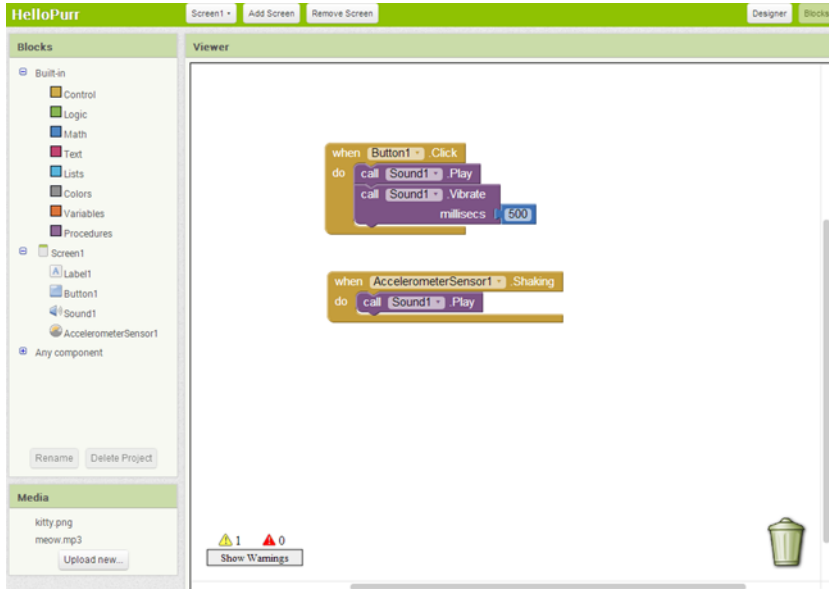 HelloPurr
Screen1
Add Screen
Remove Screen
Designer
Blocks
Blocks
Built-in
Control
Logic
Math
Text
Lists
Colors
Variables
Procedures
Screen1
A
Label1
Button1
Sound1
AccelerometerSensor1
Any component
Rename
Delete Project
Media
kitty.png
meow.mp3
Upload new...
Viewer
when Button1 .Click
do call Sound1 .Play
call Sound1 .Vibrate
millisecs 500
when AccelerometerSensor1 .Shaking
do call Sound1 .Play
1 0
Show Warnings